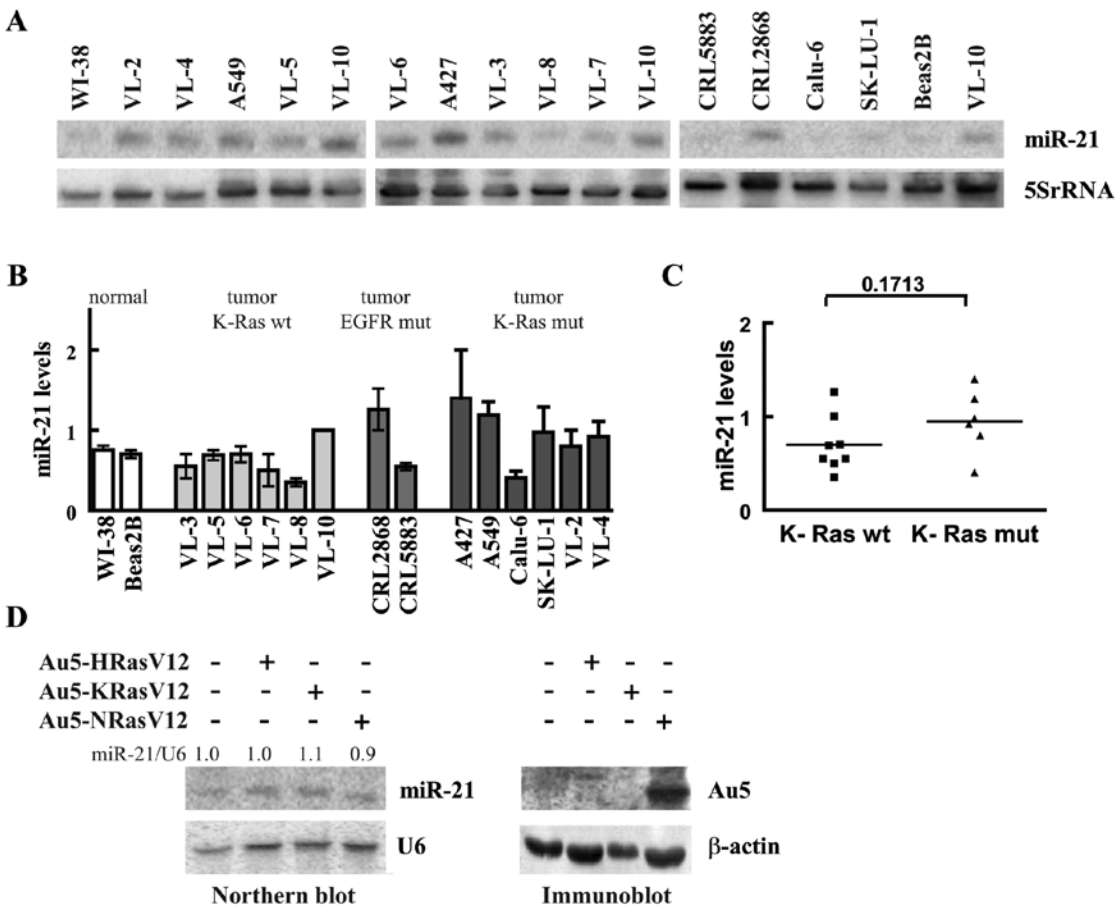 A
WI-38 VL-2 VL-4 A549 VL-5 VL-10 VL-6 A427 VL-3 VL-8 VL-7 VL-10 CRL5883 CRL2868 Calu-6 SK-LU-1 Beas2B VL-10
miR-21
5SrRNA
B
normal tumor tumor tumor
K-Ras wt EGFR mut K-Ras mut
miR-21 levels
2
1
0
WI-38 Beas2B VL-3 VL-5 VL-6 VL-7 VL-8 VL-10 CRL2868 CRL5883 A427 A549 Calu-6 SK-LU-1 VL-2 VL-4
C
0.1713
miR-21 levels
2
1
0
K- Ras wt K- Ras mut
D
Au5-HRasV12 - + - - - + - -
Au5-KRasV12 - - + - - - + -
Au5-NRasV12 - - - + - - - +
miR-21/U6 1.0 1.0 1.1 0.9
miR-21 Au5
U6 β-actin
Northern blot Immunoblot